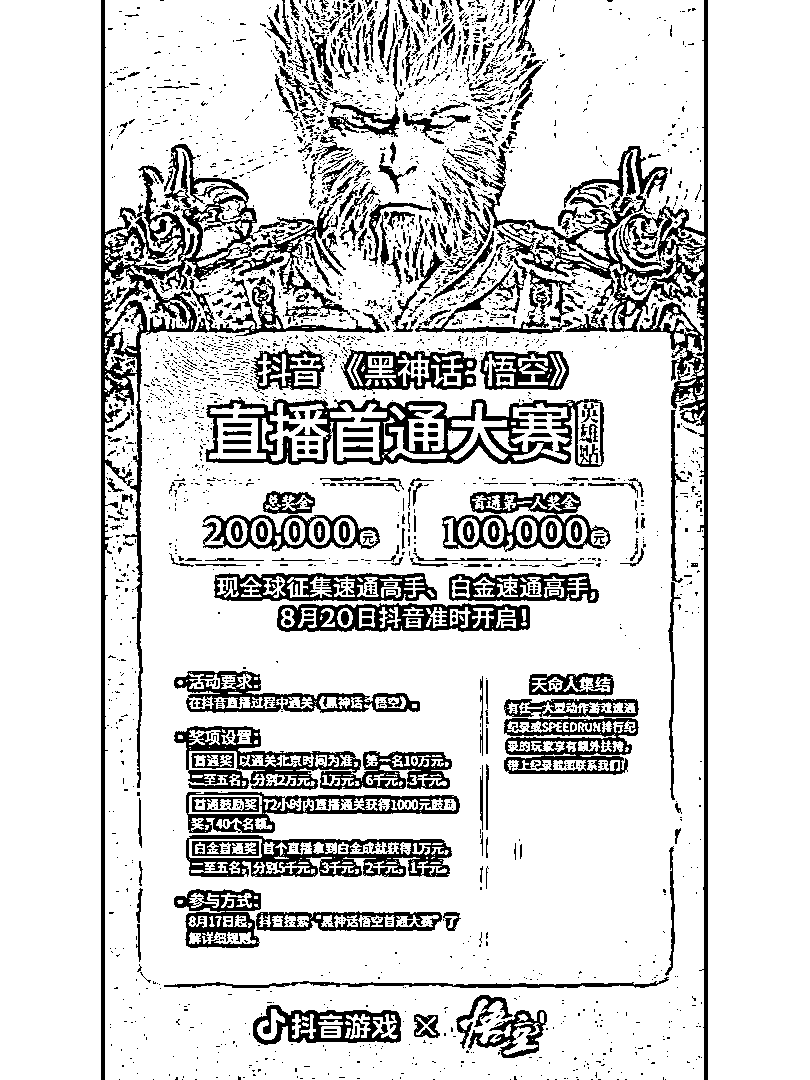 抖音《黑神话：悟空》
直播首通大赛
英雄贴
总奖金
200,000元
首通第一人奖金
100,000元
现全球征集速通高手、白金速通高手，
8月20日抖音准时开启！
·活动要求：
在抖音直播过程中通关《黑神话：悟空》。
·奖项设置：
首通奖 以通关北京时间为准，第一名10万元，
二至五名，分别2万元，1万元，6千元，3千元。
首通鼓励奖 72小时内直播通关获得1000元鼓励
奖，40个名额。
白金首通奖 首个直播拿到白金成就获得1万元，
二至五名，分别5千元，3千元，2千元，1千元。
·参与方式：
8月17日起，抖音搜索“黑神话悟空首通大赛”了
解详细规则。
天命人集结
有任一大型动作游戏速通
纪录或SPEEDRUN排行纪
录的玩家享有额外扶持，
带上纪录截图联系我们！
抖音游戏 × 悟空